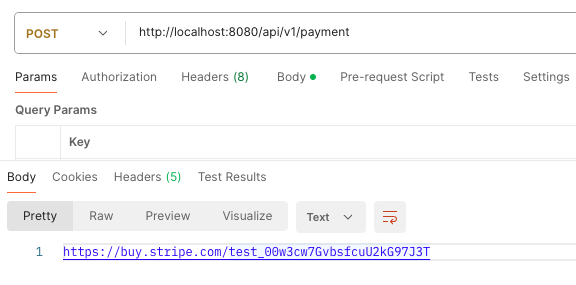 POST http://localhost:8080/api/v1/payment
Params Authorization Headers (8) Body Pre-request Script Tests Settings
Query Params
Key
Body Cookies Headers (5) Test Results
Pretty Raw Preview Visualize Text
1 https://buy.stripe.com/test_00w3cw7GvbsfcuU2kG97J3T